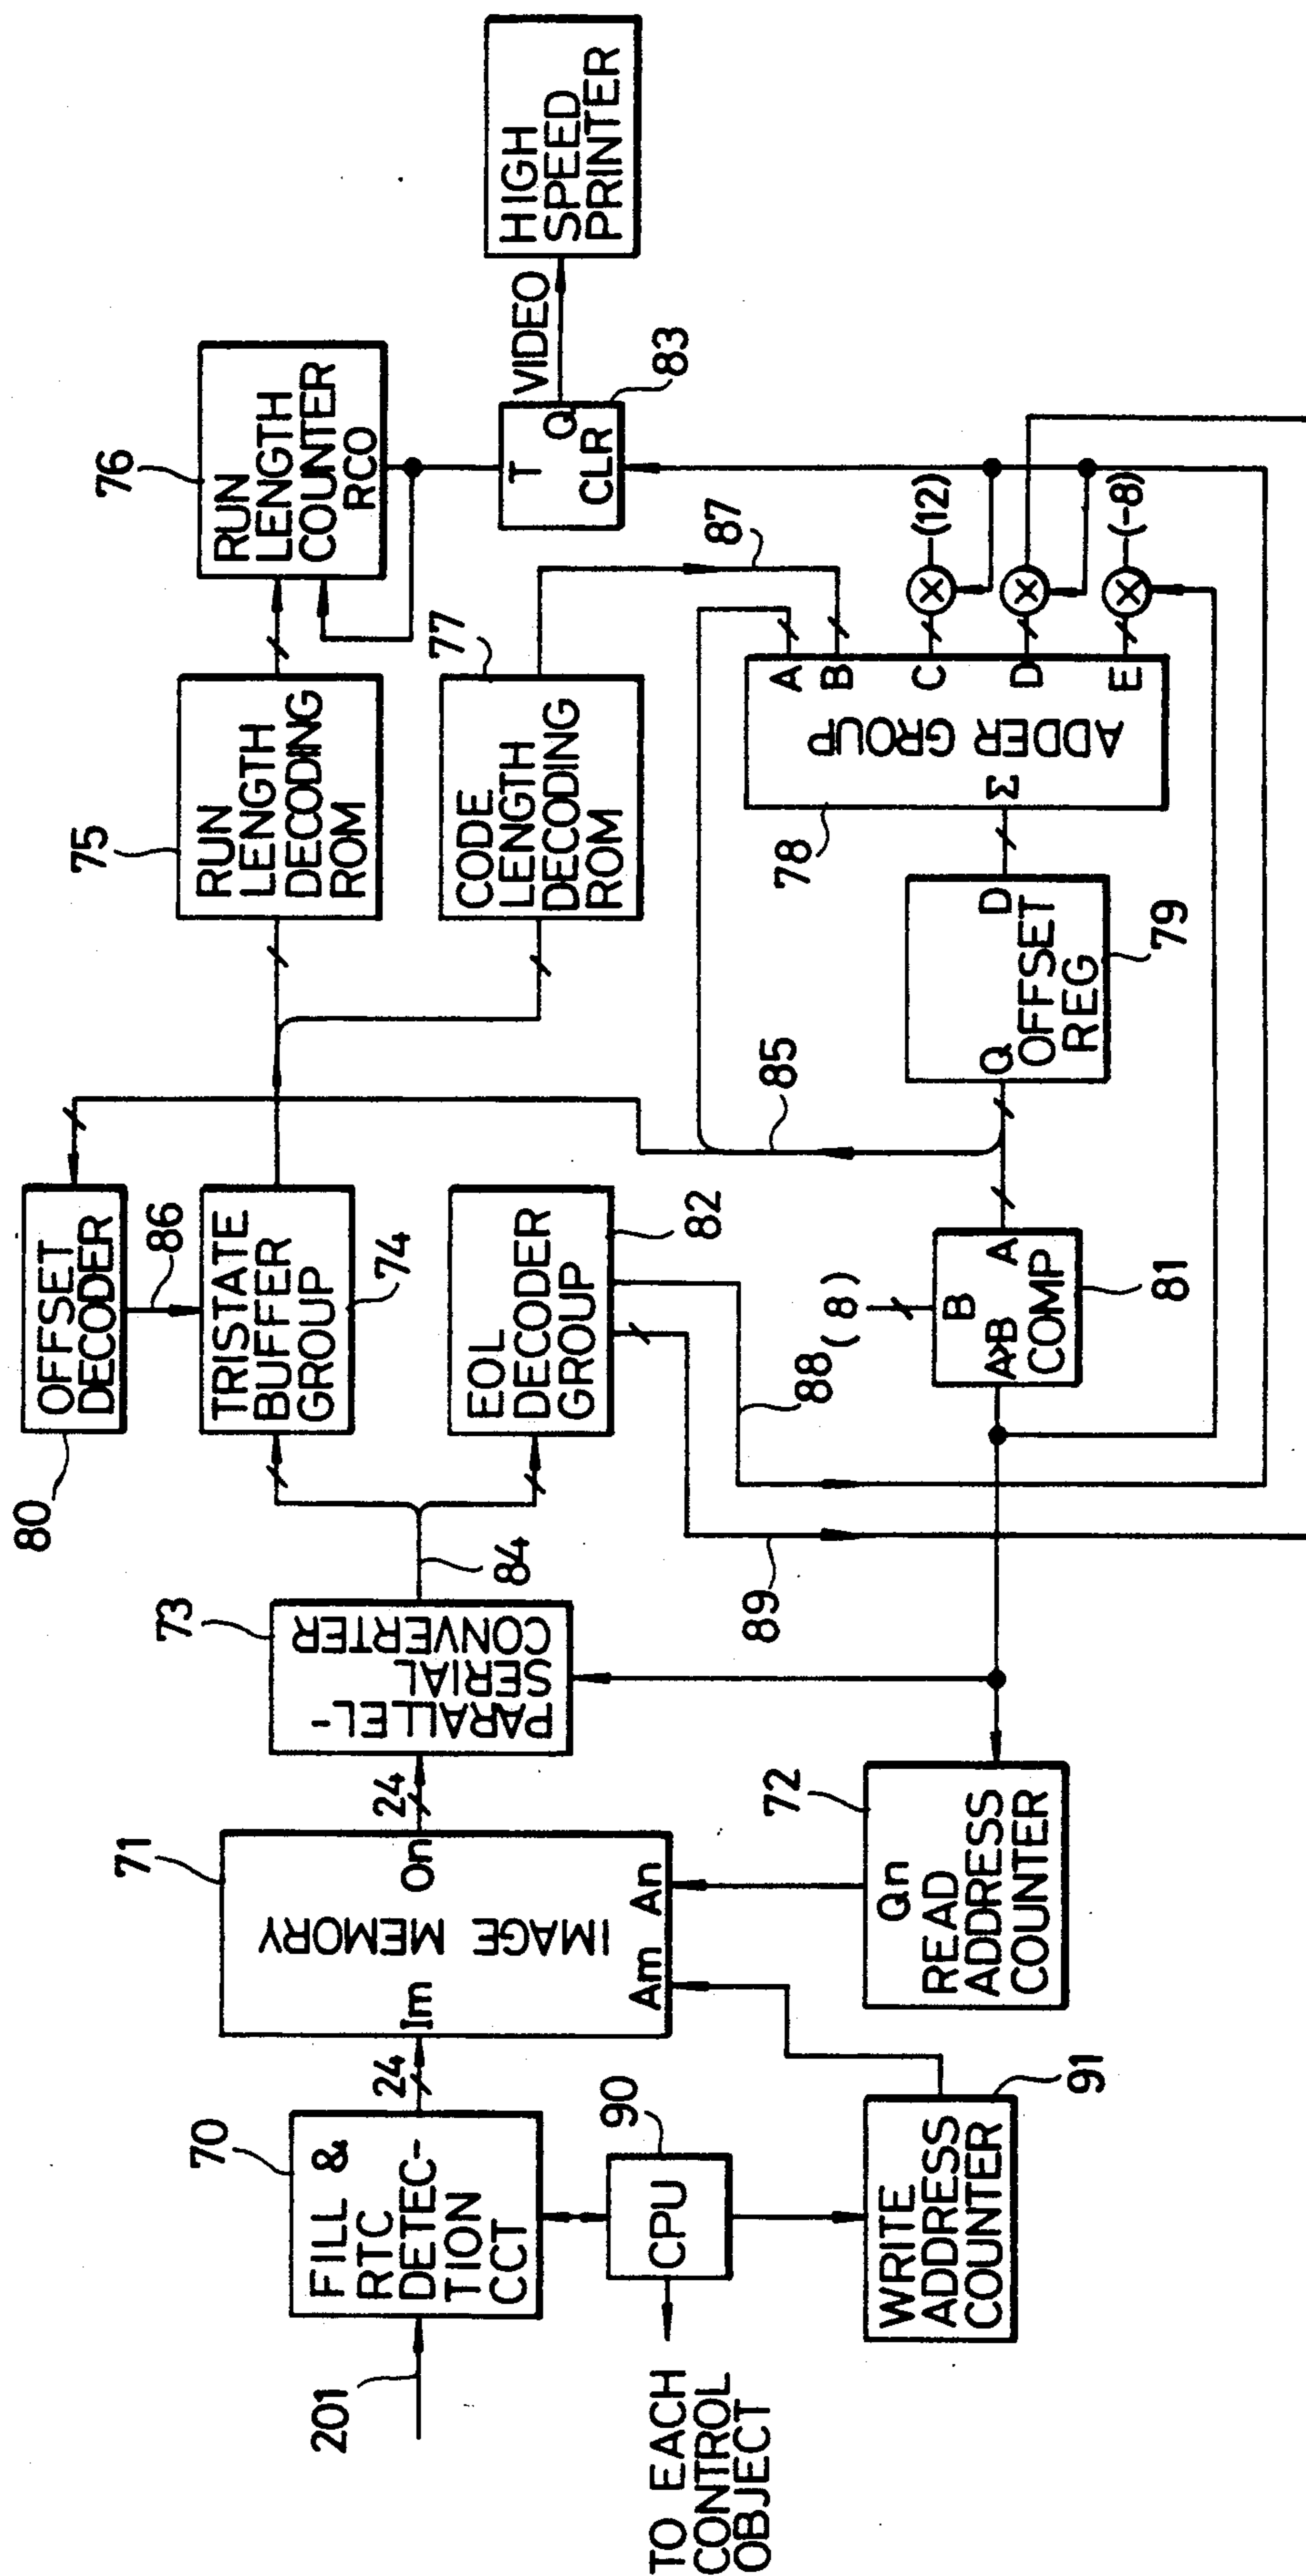 201
70
FILL &
RTC
DETEC-
TION
CCT
24
90
CPU
TO EACH
CONTROL
OBJECT
WRITE
ADDRESS
COUNTER
91
71
Im
On
IMAGE MEMORY
Am
An
24
72
Qn
READ
ADDRESS
COUNTER
73
PARALLEL-
SERIAL
CONVERTER
84
80
OFFSET
DECODER
86
TRISTATE
BUFFER
GROUP
74
EOL
DECODER
GROUP
82
89
88
(8)
B
A
A>B
COMP
81
85
Q
D
OFFSET
REG
79
75
RUN
LENGTH
DECODING
ROM
77
CODE
LENGTH
DECODING
ROM
76
RUN
LENGTH
COUNTER
RCO
87
78
Σ
ADDER GROUP
A
B
C
D
E
(12)
(-8)
T
Q
CLR
83
VIDEO
HIGH
SPEED
PRINTER